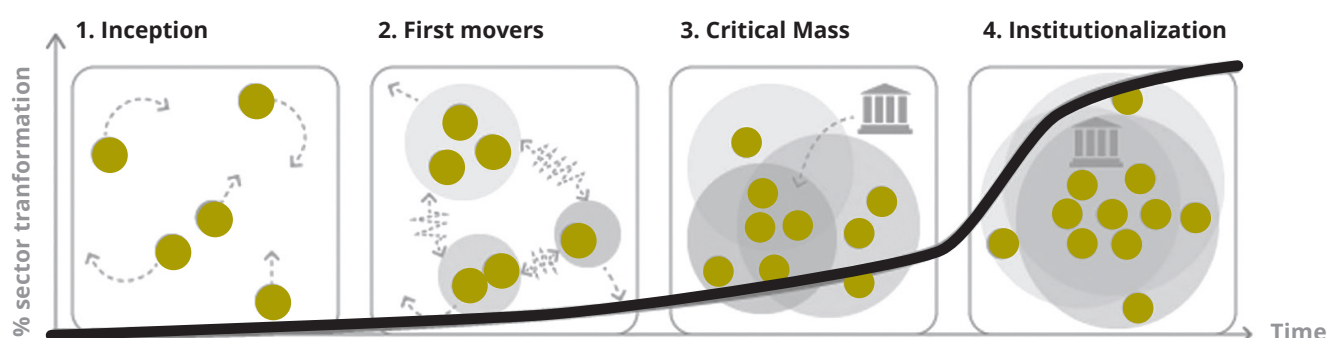 1. Inception
2. First movers
3. Critical Mass
4. Institutionalization
% sector tranformation
Time